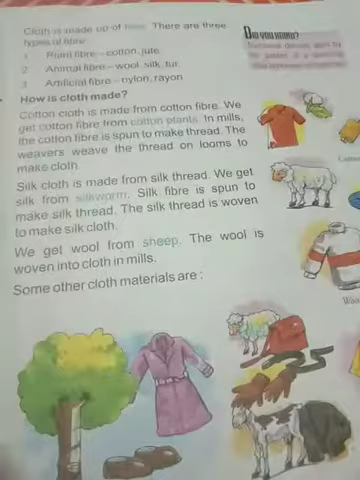 Cloth is made up of fibre. There are three
types of fibre:
1 Plant fibre – cotton, jute
2 Animal fibre – wool, silk, fur
3 Artificial fibre – nylon, rayon
How is cloth made?
Cotton cloth is made from cotton fibre. We
get cotton fibre from cotton plants. In mills,
the cotton fibre is spun to make thread. The
weavers weave the thread on looms to
make cloth.
Silk cloth is made from silk thread. We get
silk from silkworm. Silk fibre is spun to
make silk thread. The silk thread is woven
to make silk cloth.
We get wool from sheep. The wool is
woven into cloth in mills.
Some other cloth materials are :
DID YOU KNOW?